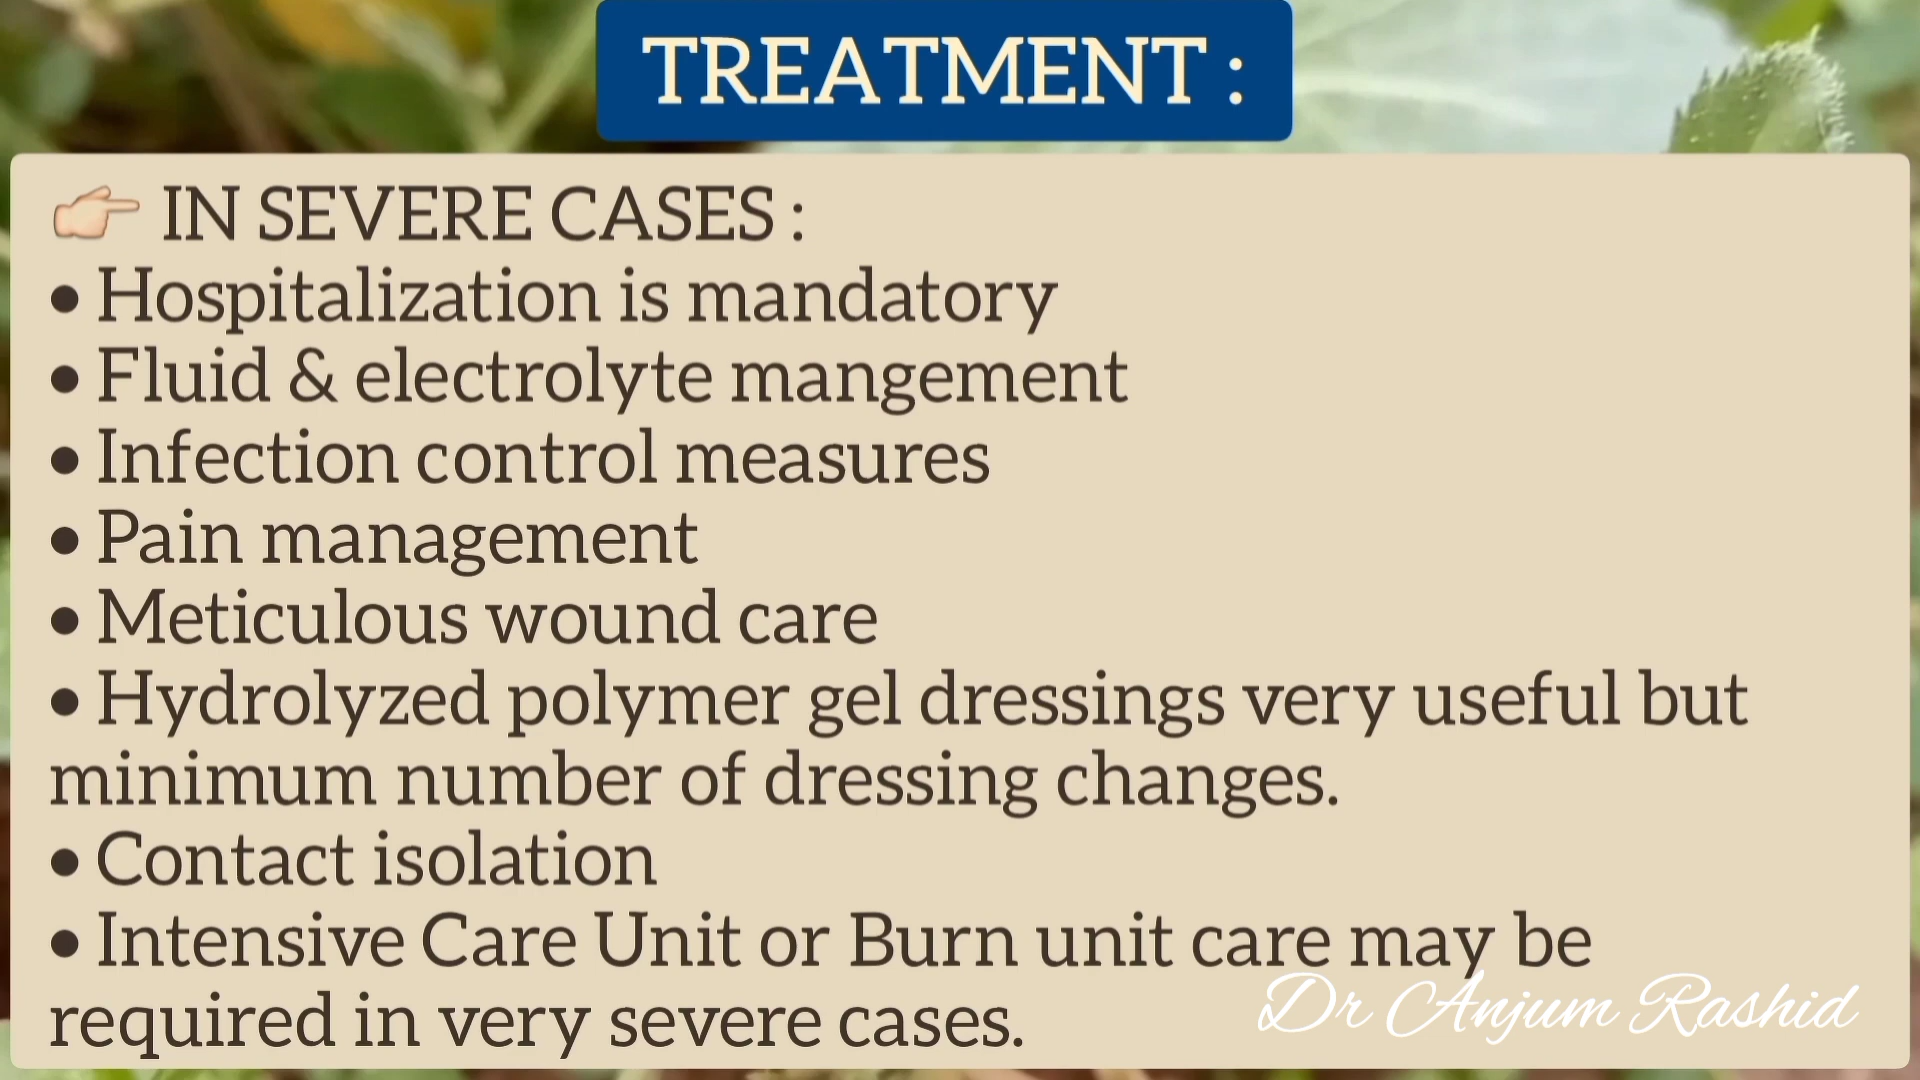 TREATMENT :
👉 IN SEVERE CASES :
• Hospitalization is mandatory
• Fluid & electrolyte mangement
• Infection control measures
• Pain management
• Meticulous wound care
• Hydrolyzed polymer gel dressings very useful but
minimum number of dressing changes.
• Contact isolation
• Intensive Care Unit or Burn unit care may be
required in very severe cases.
Dr Anjum Rashid